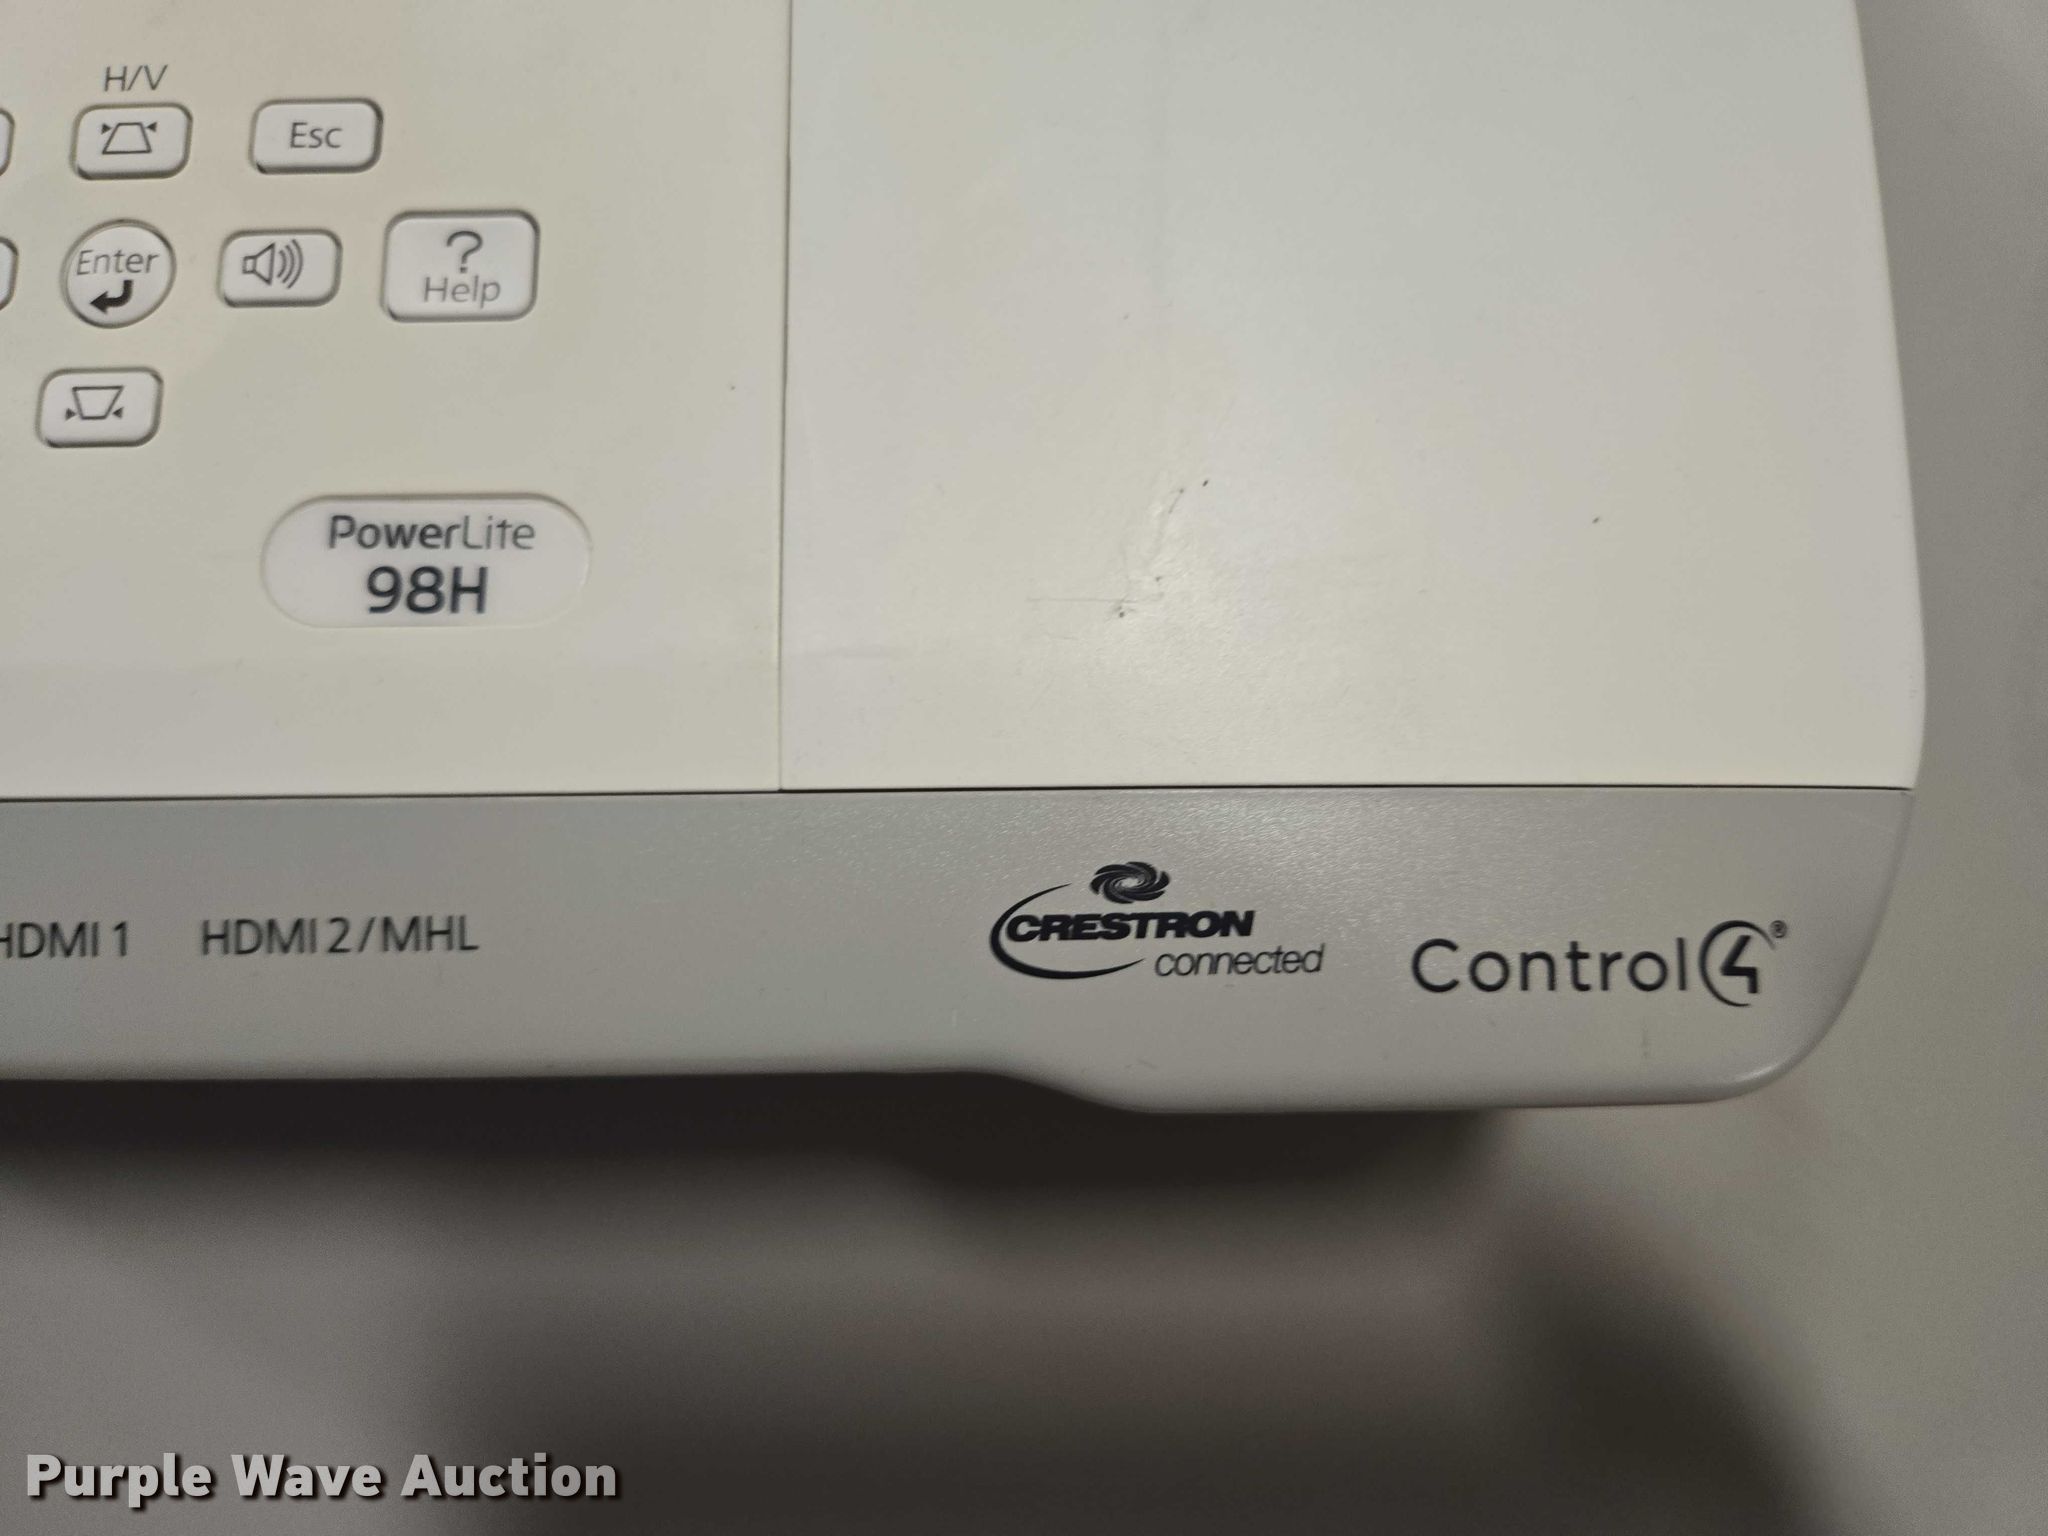 H/V
Esc
Enter
?
Help
PowerLite
98H
HDMI 1
HDMI 2/MHL
CRESTRON
connected
Control4®
Purple Wave Auction